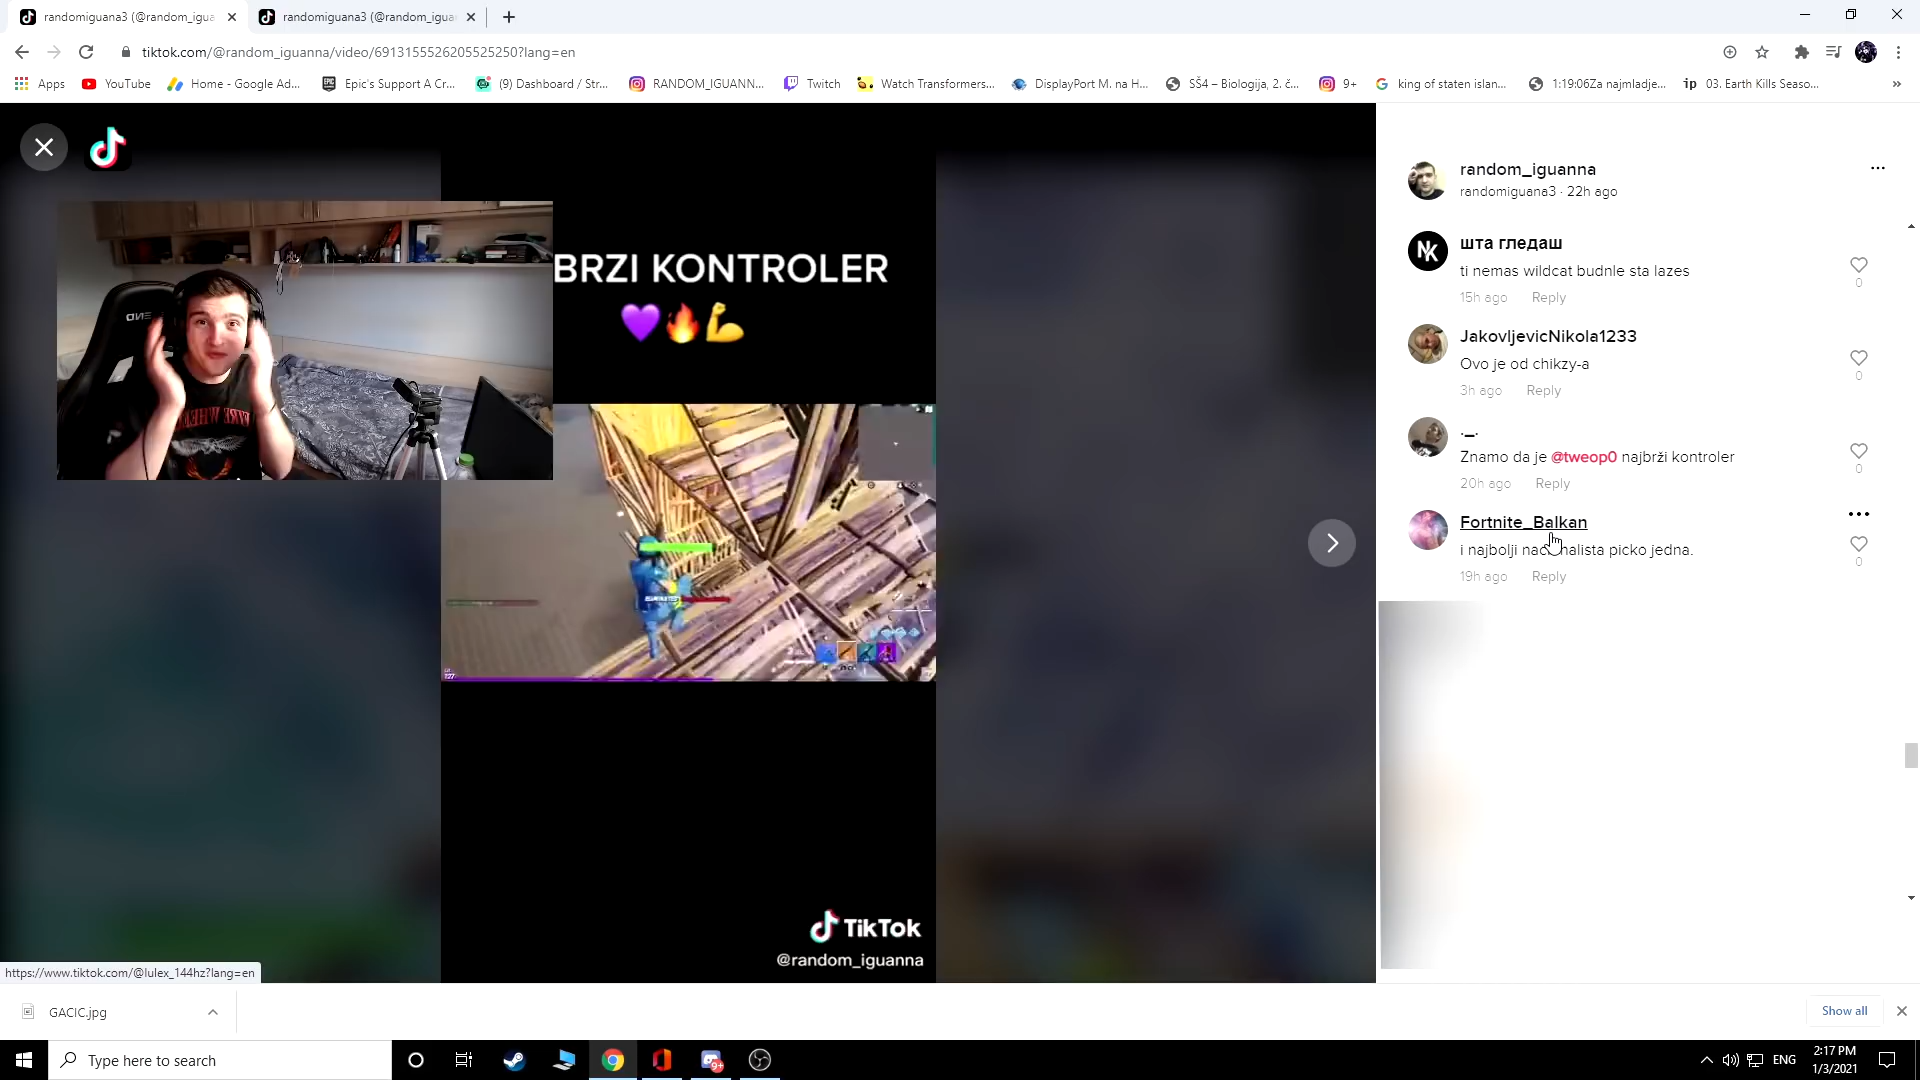 randomiguana3 (@random_igua
randomiguana3 (@random_igua
tiktok.com/@random_iguanna/video/6913155526205525250?lang=en
Apps
YouTube
Home - Google Ad...
Epic's Support A Cr...
(9) Dashboard / Str...
RANDOM_IGUANN...
Twitch
Watch Transformers...
DisplayPort M. na H...
SŠ4 – Biologija, 2. č...
9+
king of staten islan...
1:19:06Za najmladje...
ip 03. Earth Kills Seaso...
»
BRZI KONTROLER
💜🔥💪
TikTok
@random_iguanna
random_iguanna
randomiguana3 · 22h ago
шта гледаш
ti nemas wildcat budnle sta lazes
15h ago Reply
0
JakovljevicNikola1233
Ovo je od chikzy-a
3h ago Reply
0
._.
Znamo da je @tweop0 najbrži kontroler
20h ago Reply
0
Fortnite_Balkan
i najbolji picko jedna.
19h ago Reply
0
https://www.tiktok.com/@lulex_144hz?lang=en
GACIC.jpg
Show all
Type here to search
ENG
2:17 PM
1/3/2021